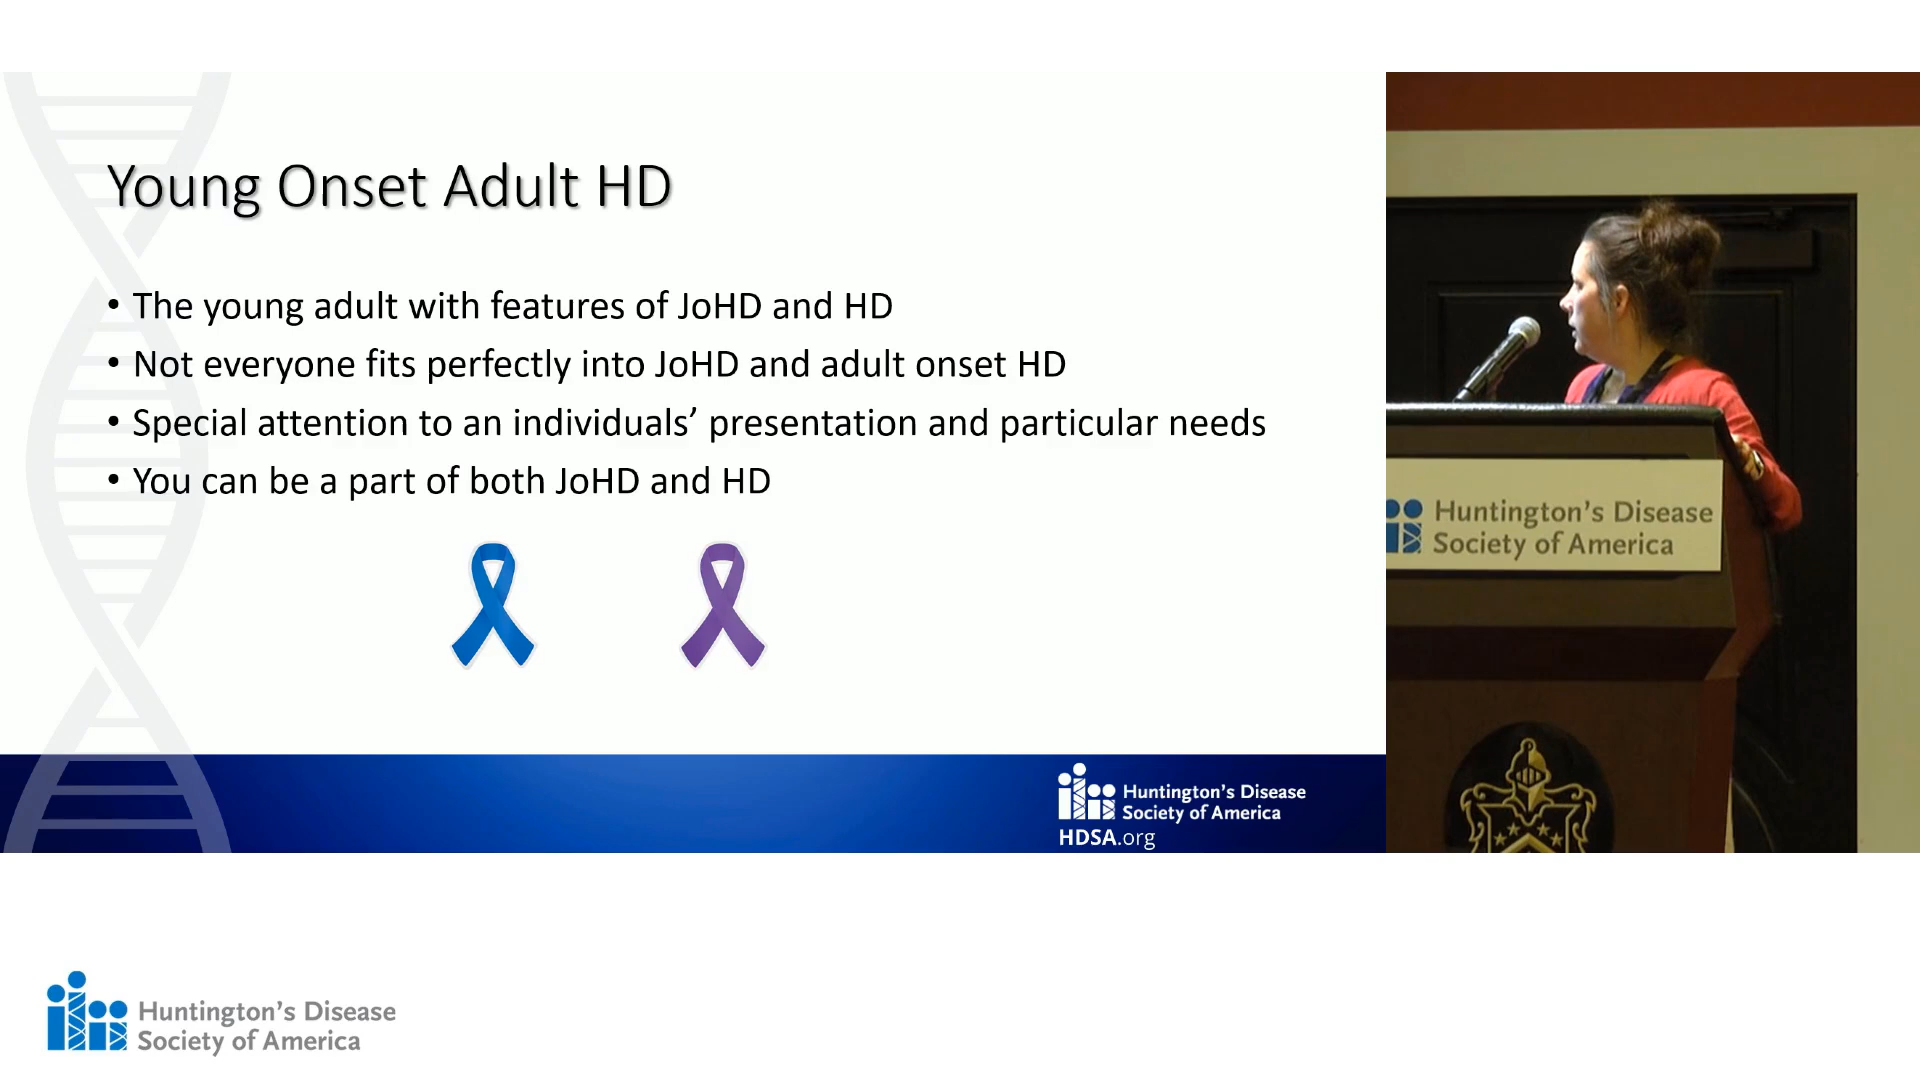 Young Onset Adult HD
• The young adult with features of JoHD and HD
• Not everyone fits perfectly into JoHD and adult onset HD
• Special attention to an individuals’ presentation and particular needs
• You can be a part of both JoHD and HD
Huntington’s Disease
Society of America
HDSA.org
Huntington’s Disease
Society of America
Huntington’s Disease
Society of America